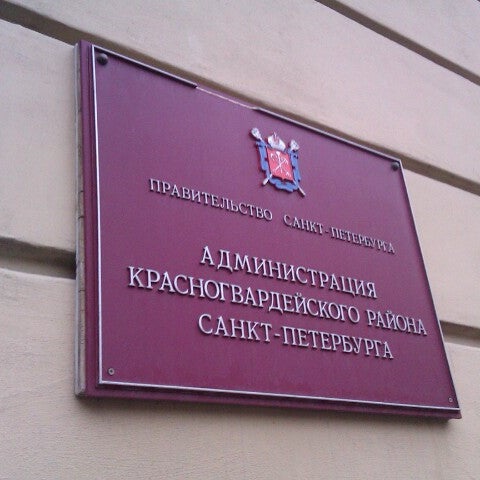 ПРАВИТЕЛЬСТВО САНКТ-ПЕТЕРБУРГА
АДМИНИСТРАЦИЯ
КРАСНОГВАРДЕЙСКОГО РАЙОНА
САНКТ-ПЕТЕРБУРГА